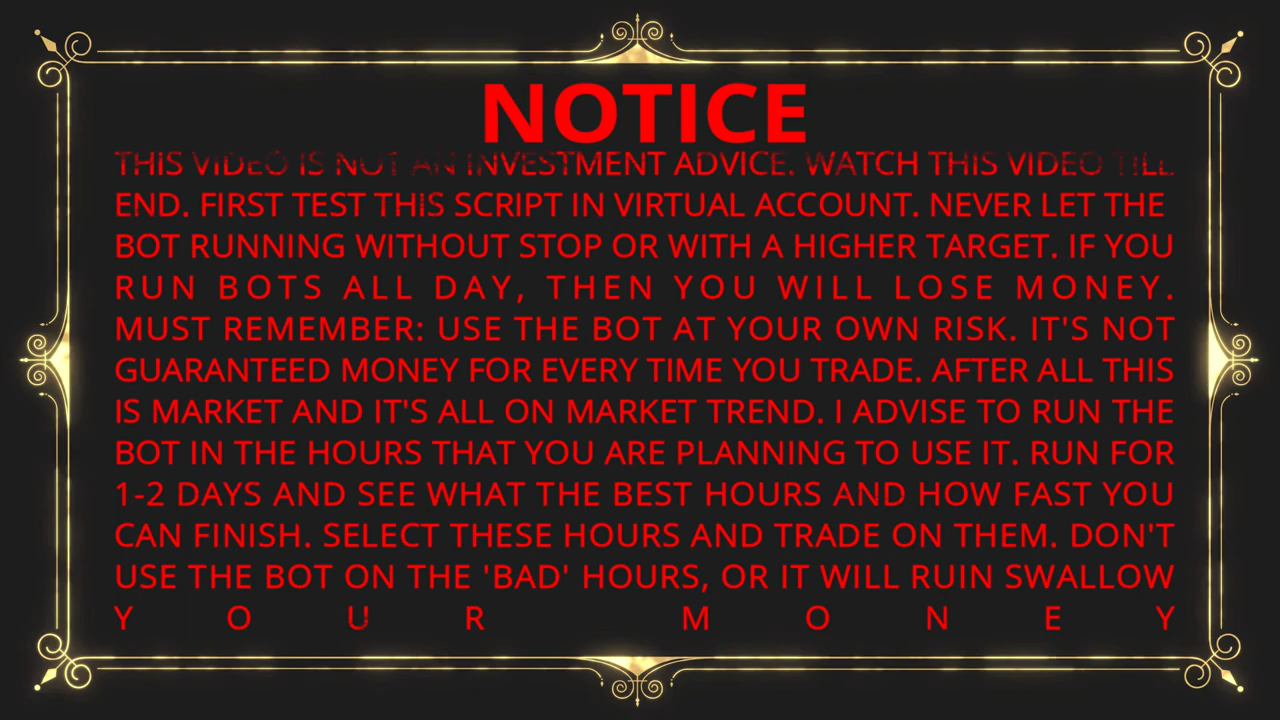 NOTICE
THIS VIDEO IS NOT AN INVESTMENT ADVICE. WATCH THIS VIDEO TILL
END. FIRST TEST THIS SCRIPT IN VIRTUAL ACCOUNT. NEVER LET THE
BOT RUNNING WITHOUT STOP OR WITH A HIGHER TARGET. IF YOU
RUN BOTS ALL DAY, THEN YOU WILL LOSE MONEY.
MUST REMEMBER: USE THE BOT AT YOUR OWN RISK. IT'S NOT
GUARANTEED MONEY FOR EVERY TIME YOU TRADE. AFTER ALL THIS
IS MARKET AND IT'S ALL ON MARKET TREND. I ADVISE TO RUN THE
BOT IN THE HOURS THAT YOU ARE PLANNING TO USE IT. RUN FOR
1-2 DAYS AND SEE WHAT THE BEST HOURS AND HOW FAST YOU
CAN FINISH. SELECT THESE HOURS AND TRADE ON THEM. DON'T
USE THE BOT ON THE 'BAD' HOURS, OR IT WILL RUIN SWALLOW
YOUR MONEY